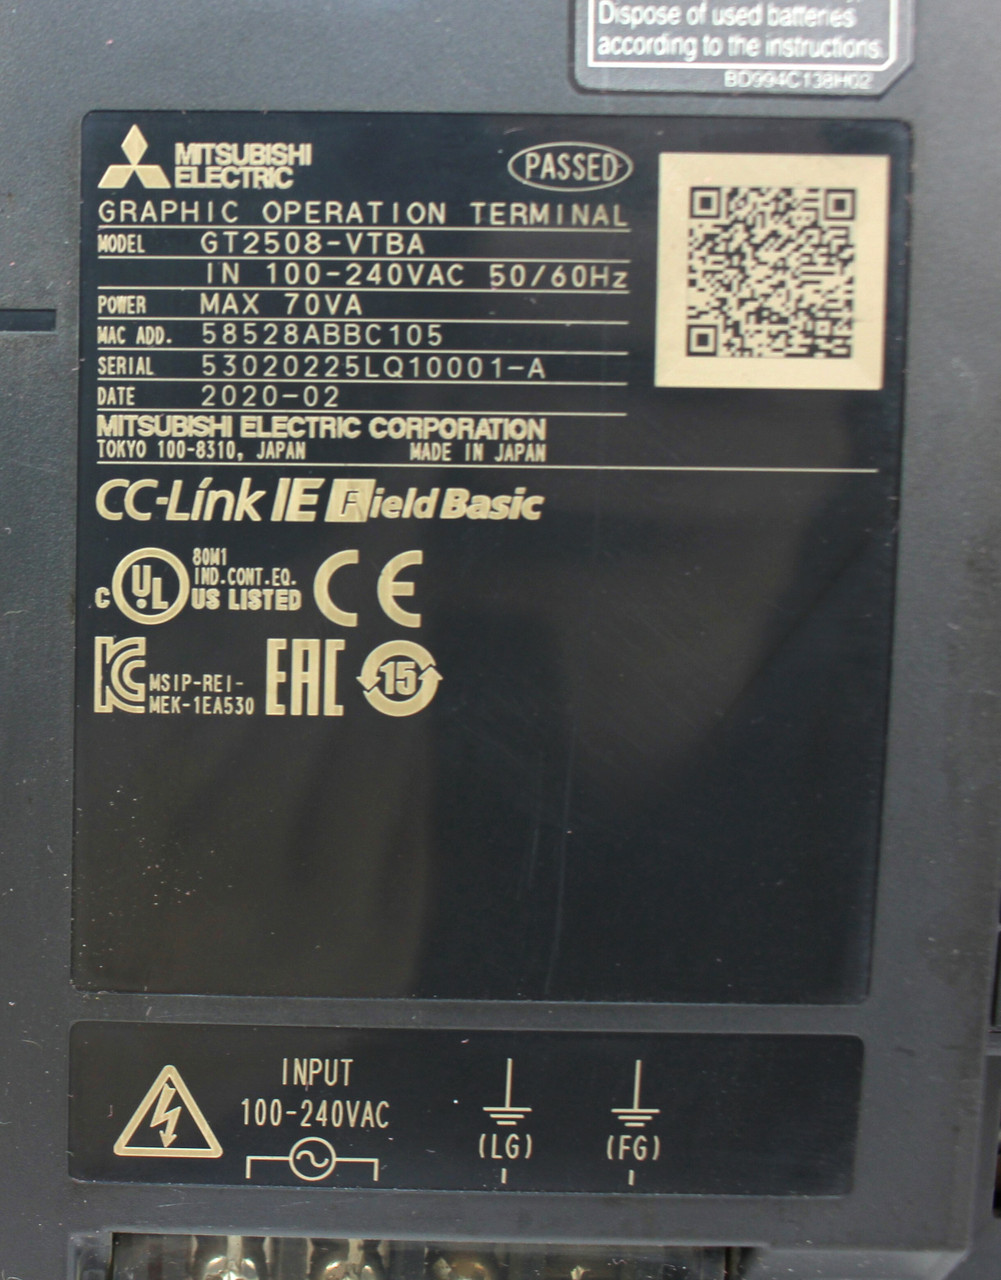 Dispose of used batteries
according to the instructions.
BD994C138H02
MITSUBISHI
ELECTRIC
PASSED
GRAPHIC OPERATION TERMINAL
MODEL GT2508-VTBA
IN 100-240VAC 50/60Hz
POWER MAX 70VA
MAC ADD. 58528ABBC105
SERIAL 53020225LQ10001-A
DATE 2020-02
MITSUBISHI ELECTRIC CORPORATION
TOKYO 100-8310, JAPAN MADE IN JAPAN
CC-Link IE Field Basic
C UL US LISTED
80M1
IND.CONT.EQ.
CE
KC
MSIP-REI-
MEK-1EA530
EAC
15
INPUT
100-240VAC
(LG) (FG)